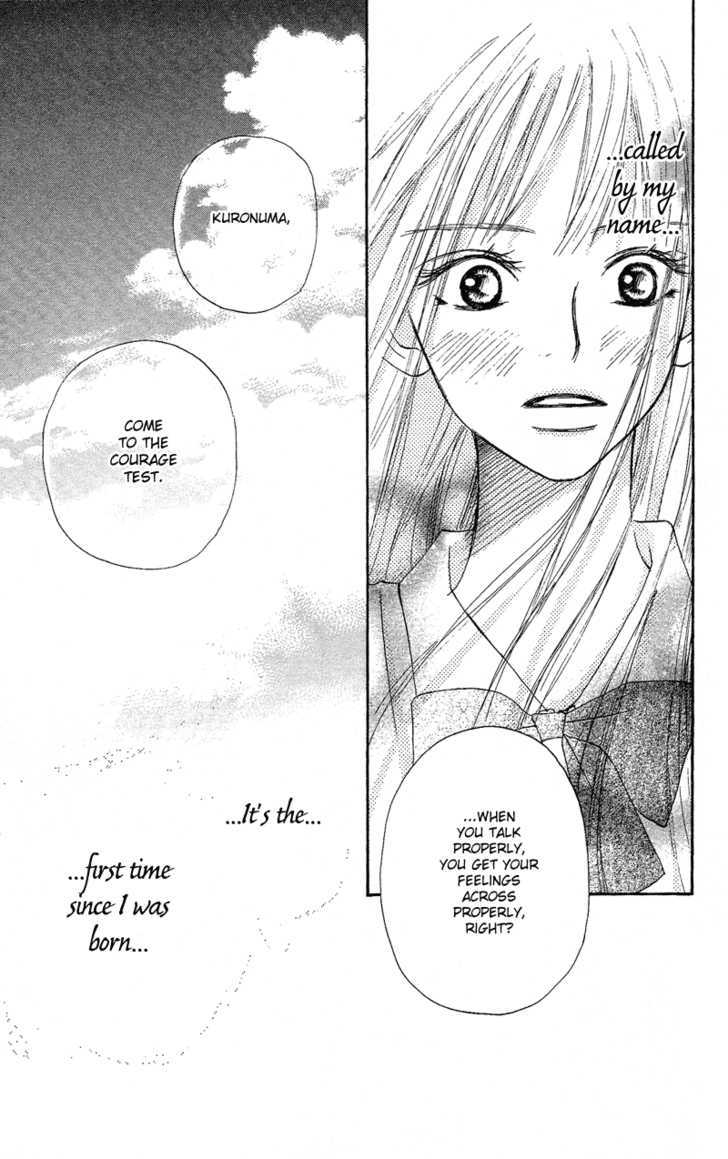 ...called
by my
name...
...WHEN
YOU TALK
PROPERLY,
YOU GET YOUR
FEELINGS
ACROSS
PROPERLY,
RIGHT?
KURONUMA,
COME
TO THE
COURAGE
TEST.
...It's the...
...first time
since I was
born...